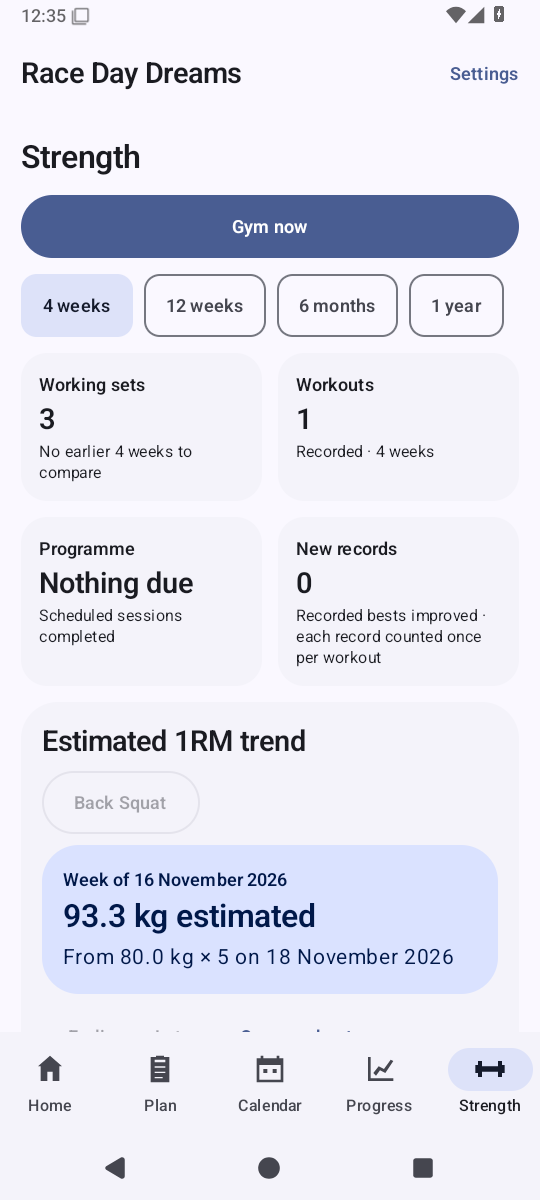 12:35
Race Day Dreams
Settings
Strength
Gym now
4 weeks
12 weeks
6 months
1 year
Working sets
3
No earlier 4 weeks to
compare
Workouts
1
Recorded · 4 weeks
Programme
Nothing due
Scheduled sessions
completed
New records
0
Recorded bests improved ·
each record counted once
per workout
Estimated 1RM trend
Back Squat
Week of 16 November 2026
93.3 kg estimated
From 80.0 kg × 5 on 18 November 2026
Home
Plan
Calendar
Progress
Strength